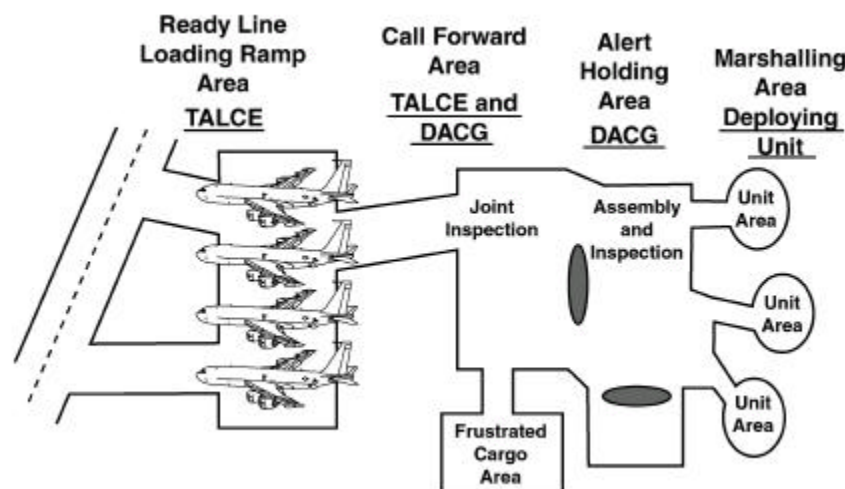 Ready Line
Loading Ramp
Area
TALCE
Call Forward
Area
TALCE and
DACG
Alert
Holding
Area
DACG
Marshalling
Area
Deploying
Unit
Joint
Inspection
Assembly
and
Inspection
Unit
Area
Unit
Area
Unit
Area
Frustrated
Cargo
Area